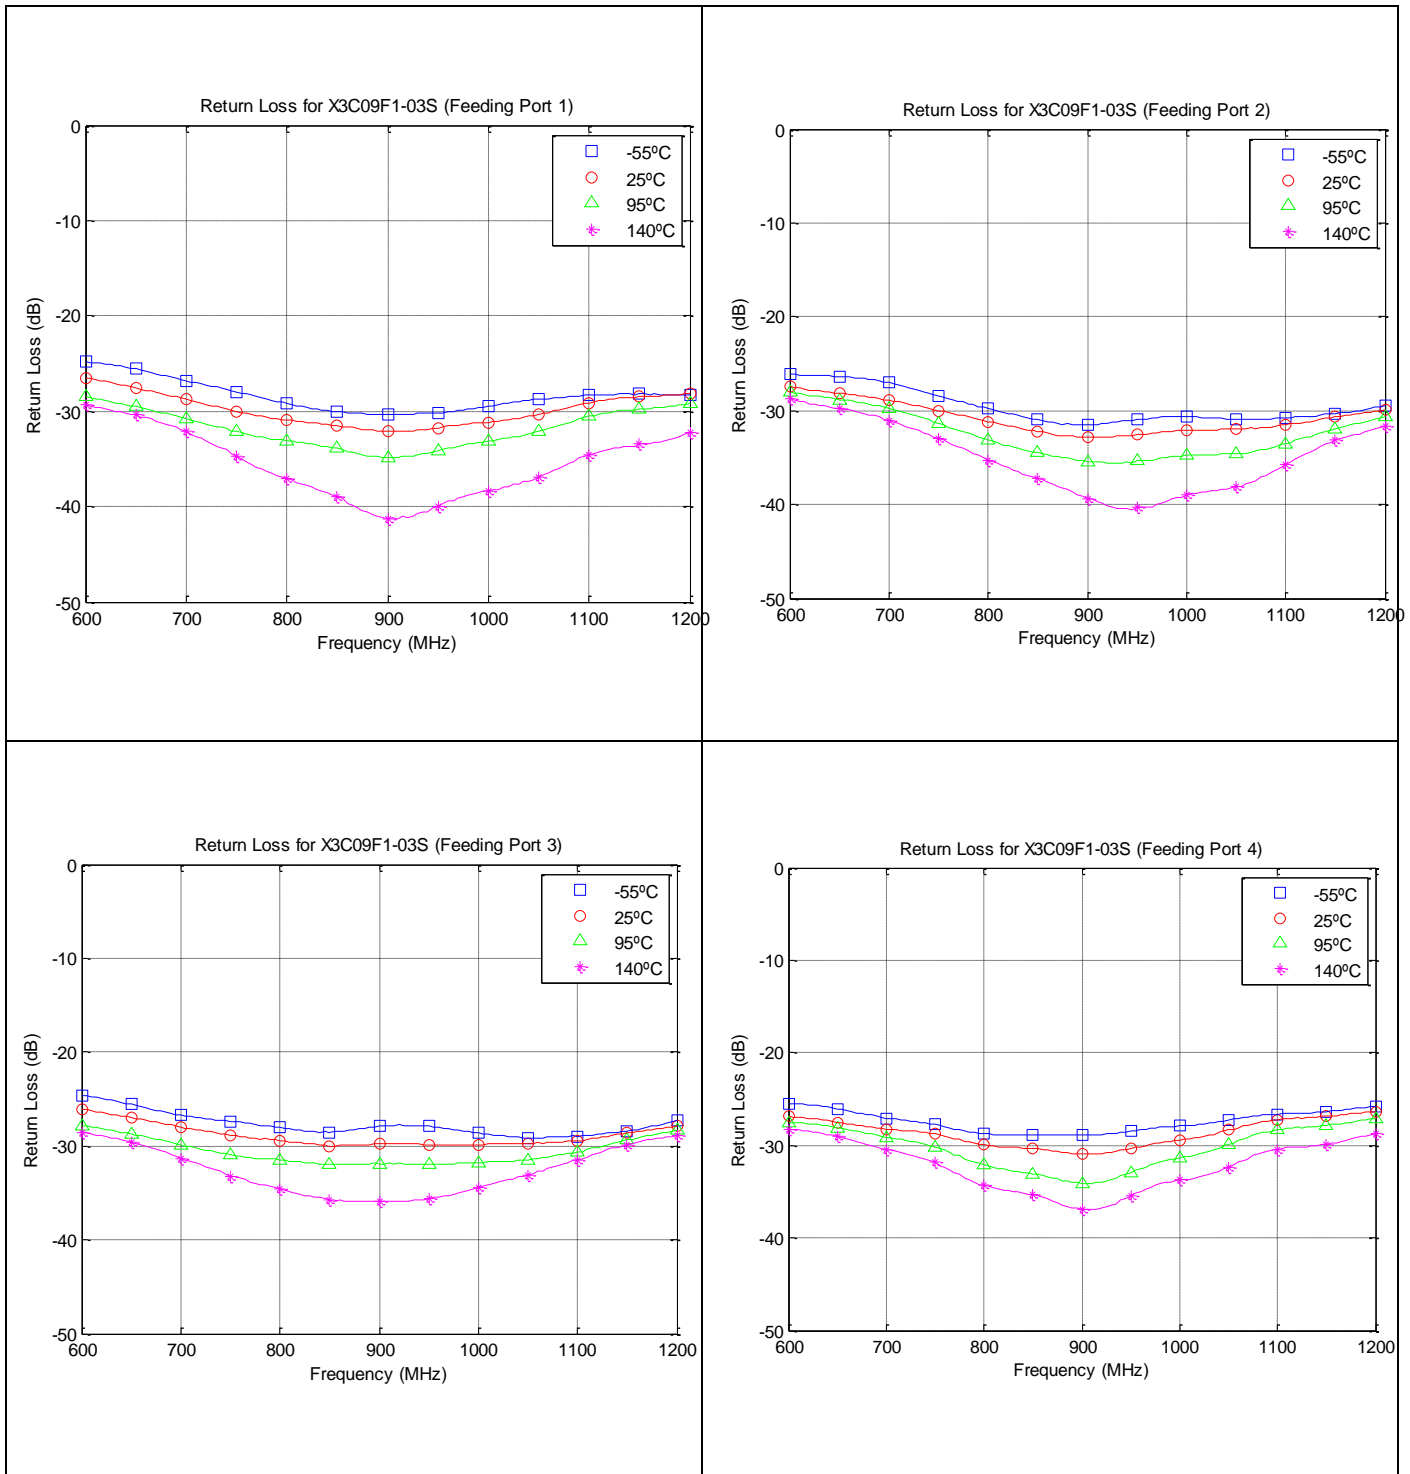 Return Loss for X3C09F1-03S (Feeding Port 1)
0
-10
-20
-30
-40
-50
Return Loss (dB)
600 700 800 900 1000 1100 1200
Frequency (MHz)
-55ºC
25ºC
95ºC
140ºC
Return Loss for X3C09F1-03S (Feeding Port 2)
0
-10
-20
-30
-40
-50
Return Loss (dB)
600 700 800 900 1000 1100 1200
Frequency (MHz)
-55ºC
25ºC
95ºC
140ºC
Return Loss for X3C09F1-03S (Feeding Port 3)
0
-10
-20
-30
-40
-50
Return Loss (dB)
600 700 800 900 1000 1100 1200
Frequency (MHz)
-55ºC
25ºC
95ºC
140ºC
Return Loss for X3C09F1-03S (Feeding Port 4)
0
-10
-20
-30
-40
-50
Return Loss (dB)
600 700 800 900 1000 1100 1200
Frequency (MHz)
-55ºC
25ºC
95ºC
140ºC